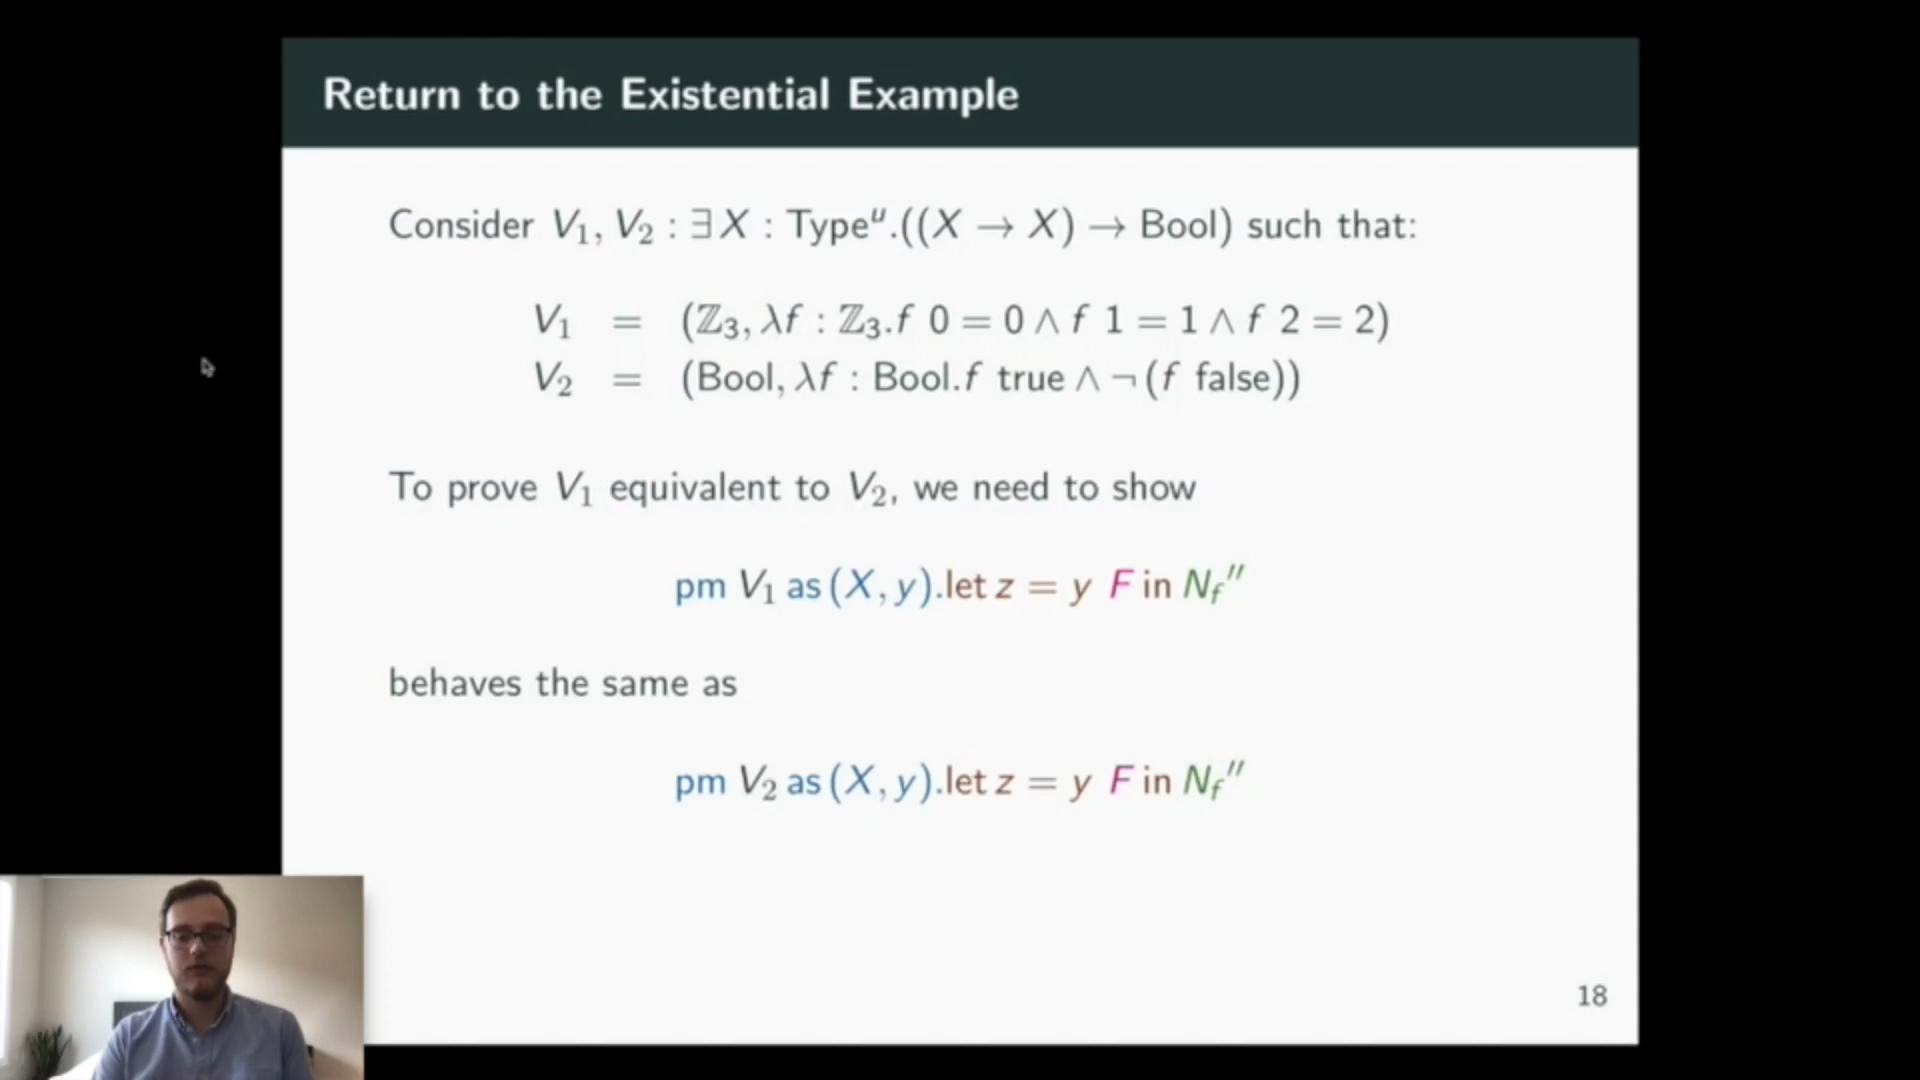 Return to the Existential Example
Consider V₁, V₂ : ∃X : Typeᵘ.((X → X) → Bool) such that:
V₁ = (ℤ₃, λf : ℤ₃.f 0 = 0 ∧ f 1 = 1 ∧ f 2 = 2)
V₂ = (Bool, λf : Bool.f true ∧ ¬ (f false))
To prove V₁ equivalent to V₂, we need to show
pm V₁ as (X, y).let z = y F in N_f″
behaves the same as
pm V₂ as (X, y).let z = y F in N_f″
18